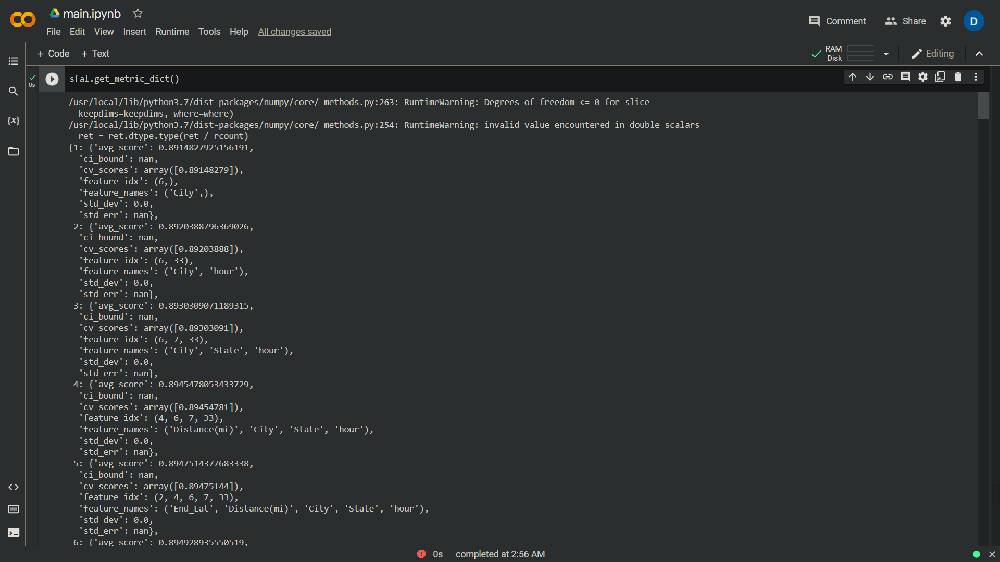 main.ipynb
File Edit View Insert Runtime Tools Help All changes saved
Comment Share D
+ Code + Text
RAM
Disk
Editing
0s
sfal.get_metric_dict()
/usr/local/lib/python3.7/dist-packages/numpy/core/_methods.py:263: RuntimeWarning: Degrees of freedom <= 0 for slice
  keepdims=keepdims, where=where)
/usr/local/lib/python3.7/dist-packages/numpy/core/_methods.py:254: RuntimeWarning: invalid value encountered in double_scalars
  ret = ret.dtype.type(ret / rcount)
{1: {'avg_score': 0.8914827925156191,
  'ci_bound': nan,
  'cv_scores': array([0.89148279]),
  'feature_idx': (6,),
  'feature_names': ('City',),
  'std_dev': 0.0,
  'std_err': nan},
 2: {'avg_score': 0.8920388796369026,
  'ci_bound': nan,
  'cv_scores': array([0.89203888]),
  'feature_idx': (6, 33),
  'feature_names': ('City', 'hour'),
  'std_dev': 0.0,
  'std_err': nan},
 3: {'avg_score': 0.8930309071189315,
  'ci_bound': nan,
  'cv_scores': array([0.89303091]),
  'feature_idx': (6, 7, 33),
  'feature_names': ('City', 'State', 'hour'),
  'std_dev': 0.0,
  'std_err': nan},
 4: {'avg_score': 0.8945478053433729,
  'ci_bound': nan,
  'cv_scores': array([0.89454781]),
  'feature_idx': (4, 6, 7, 33),
  'feature_names': ('Distance(mi)', 'City', 'State', 'hour'),
  'std_dev': 0.0,
  'std_err': nan},
 5: {'avg_score': 0.8947514377683338,
  'ci_bound': nan,
  'cv_scores': array([0.89475144]),
  'feature_idx': (2, 4, 6, 7, 33),
  'feature_names': ('End_Lat', 'Distance(mi)', 'City', 'State', 'hour'),
  'std_dev': 0.0,
  'std_err': nan},
 6: {'avg_score': 0.894928935550519,
0s completed at 2:56 AM